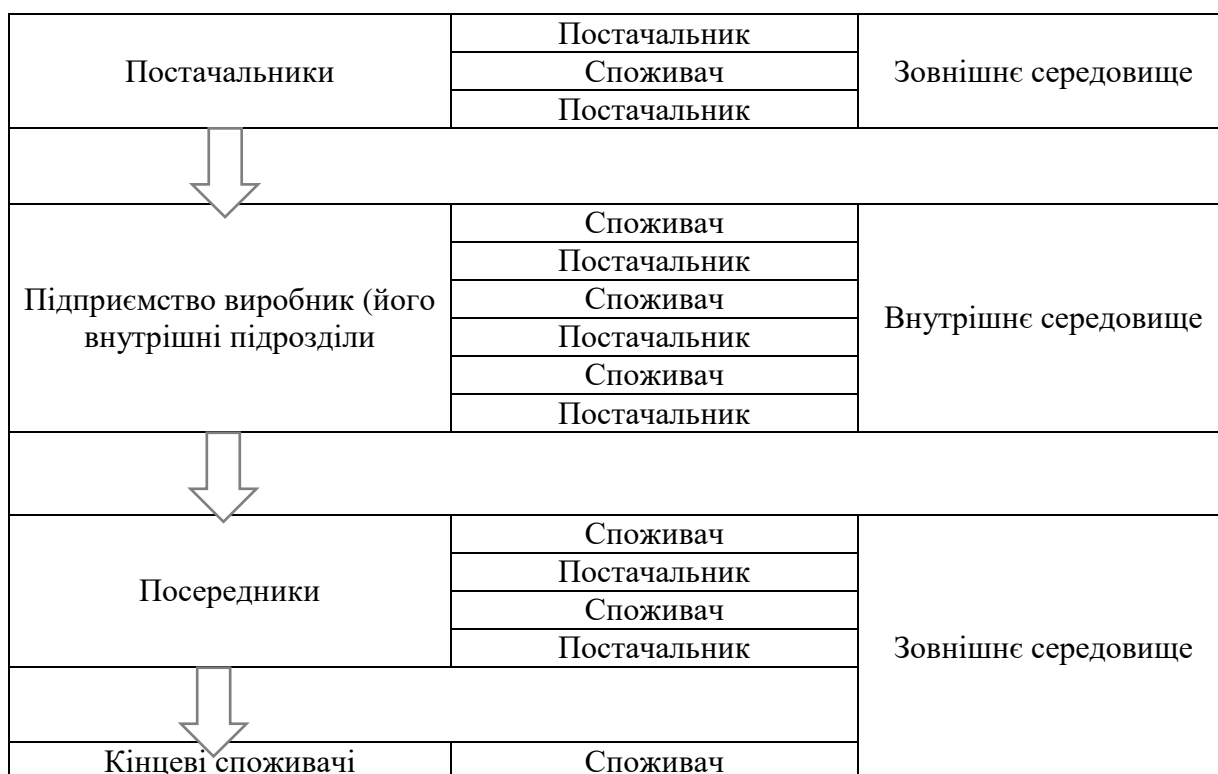 Постачальники
Постачальник
Споживач
Постачальник
Зовнішнє середовище
Підприємство виробник (його
внутрішні підрозділи
Споживач
Постачальник
Споживач
Постачальник
Споживач
Постачальник
Внутрішнє середовище
Посередники
Споживач
Постачальник
Споживач
Постачальник
Зовнішнє середовище
Кінцеві споживачі
Споживач